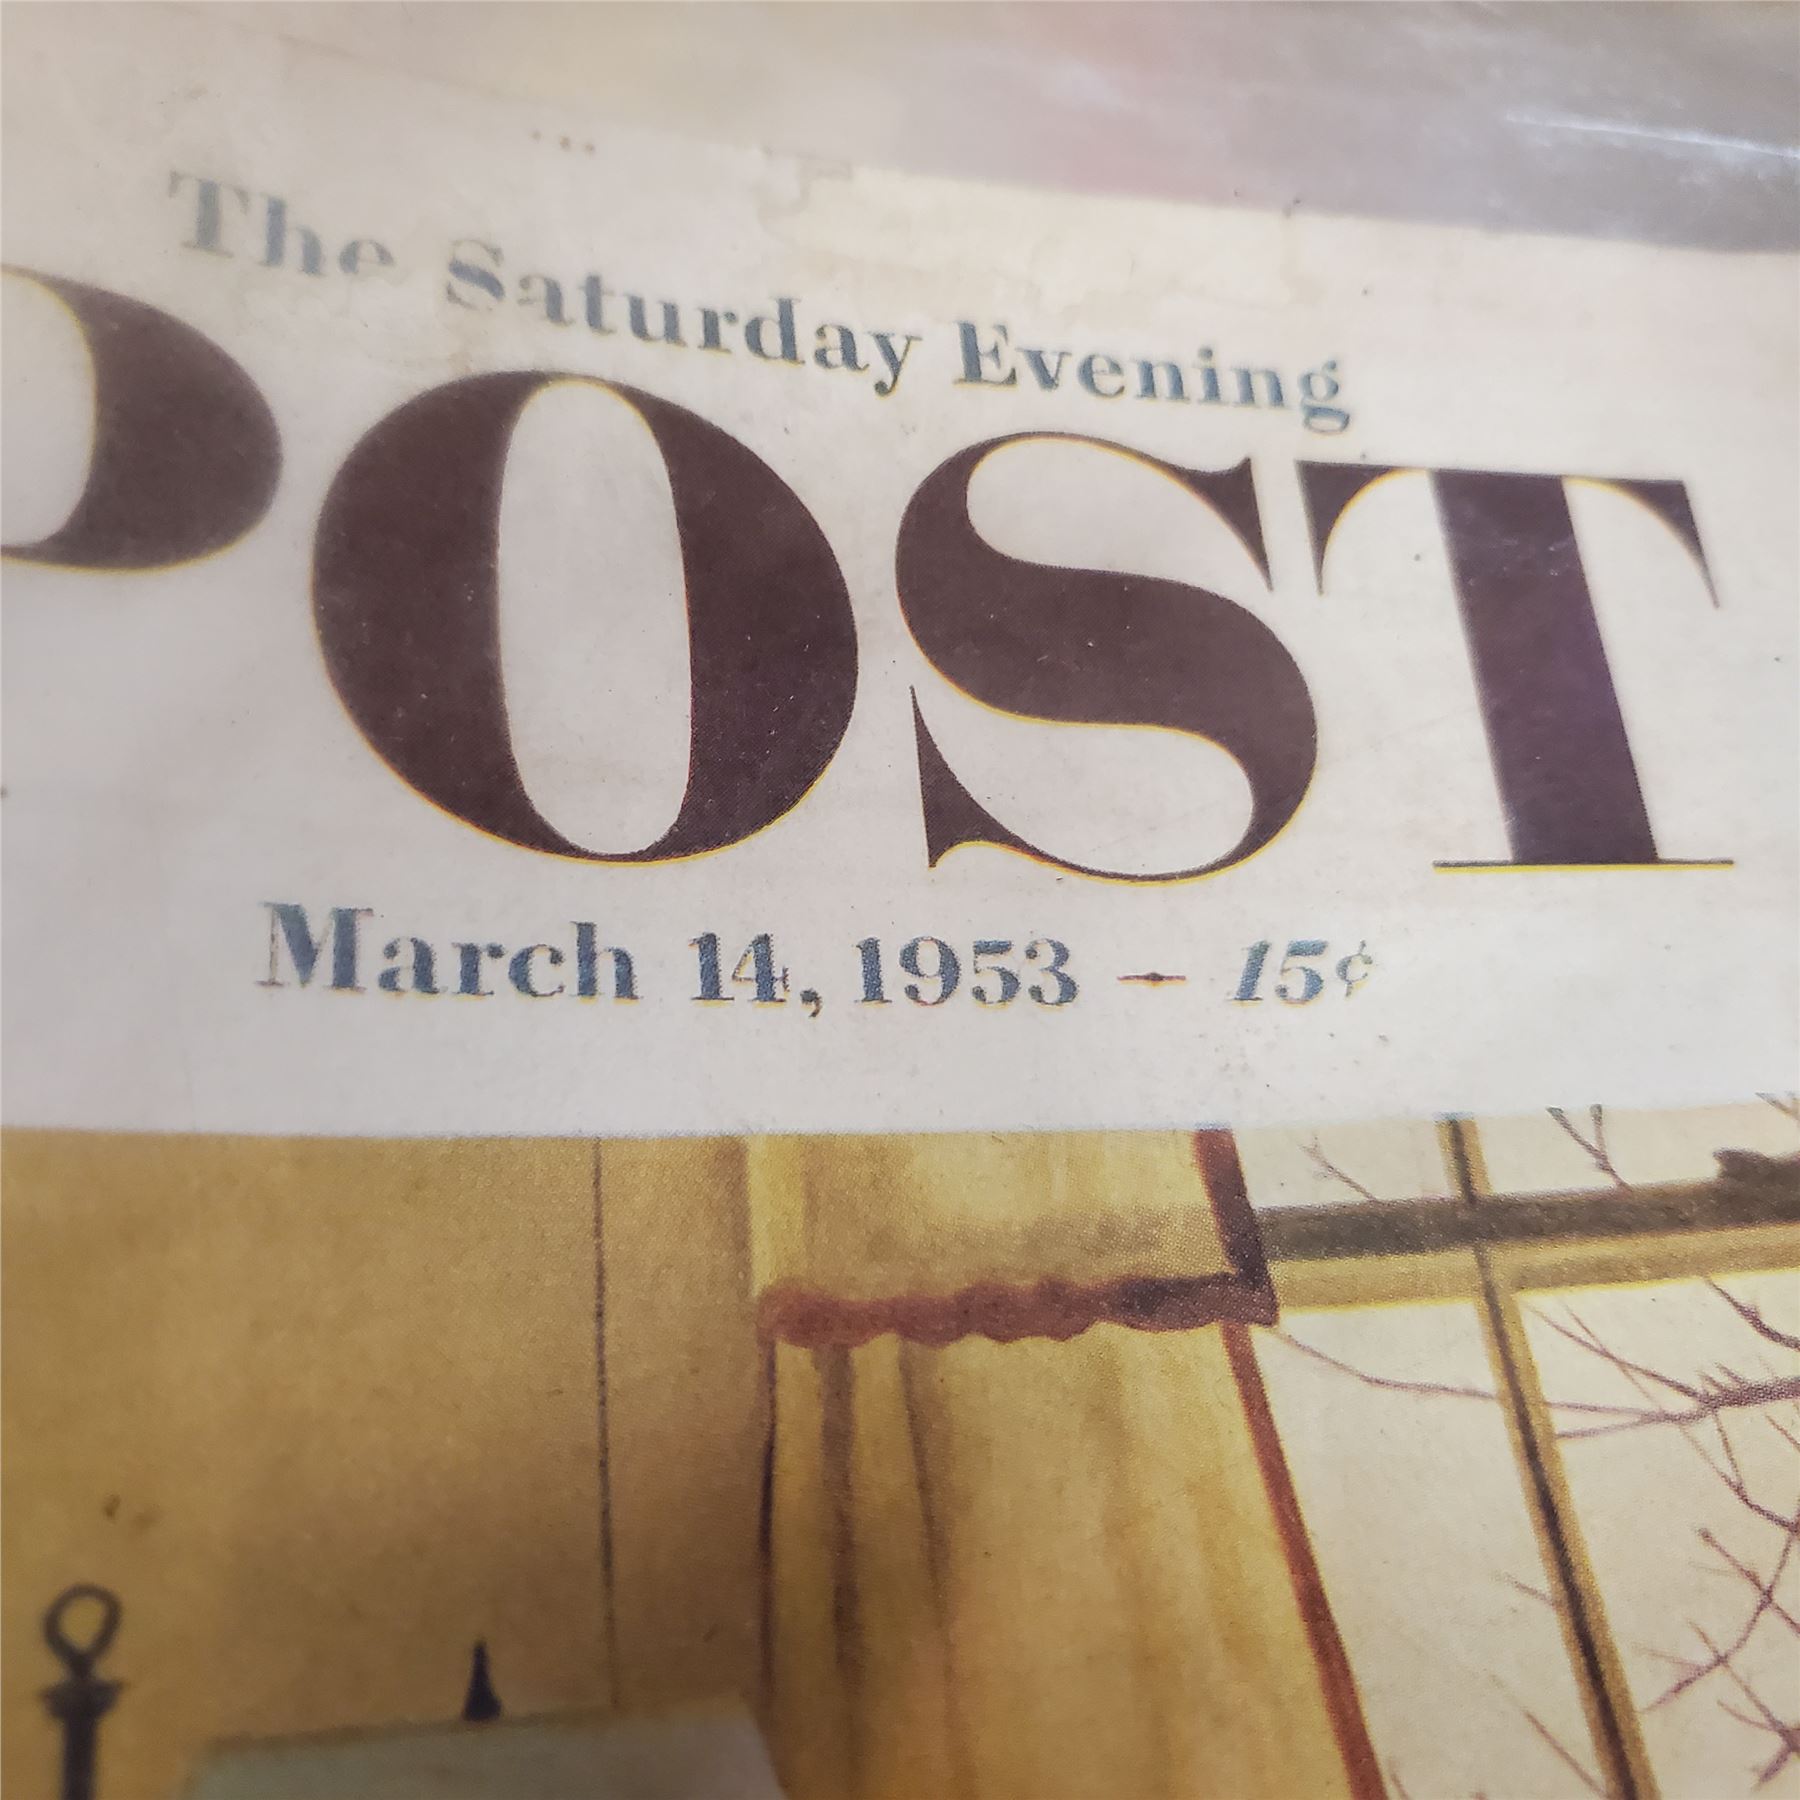 The Saturday Evening
POST
March 14, 1953 – 15¢